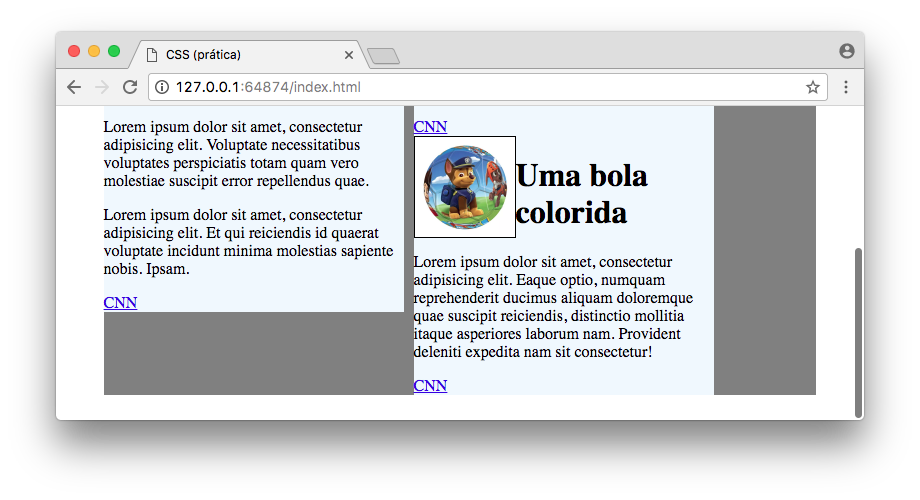 CSS (prática)
127.0.0.1:64874/index.html
Lorem ipsum dolor sit amet, consectetur
adipisicing elit. Voluptate necessitatibus
voluptates perspiciatis totam quam vero
molestiae suscipit error repellendus quae.
Lorem ipsum dolor sit amet, consectetur
adipisicing elit. Et qui reiciendis id quaerat
voluptate incidunt minima molestias sapiente
nobis. Ipsam.
CNN
CNN
Uma bola
colorida
Lorem ipsum dolor sit amet, consectetur
adipisicing elit. Eaque optio, numquam
reprehenderit ducimus aliquam doloremque
quae suscipit reiciendis, distinctio mollitia
itaque asperiores laborum nam. Provident
deleniti expedita nam sit consectetur!
CNN